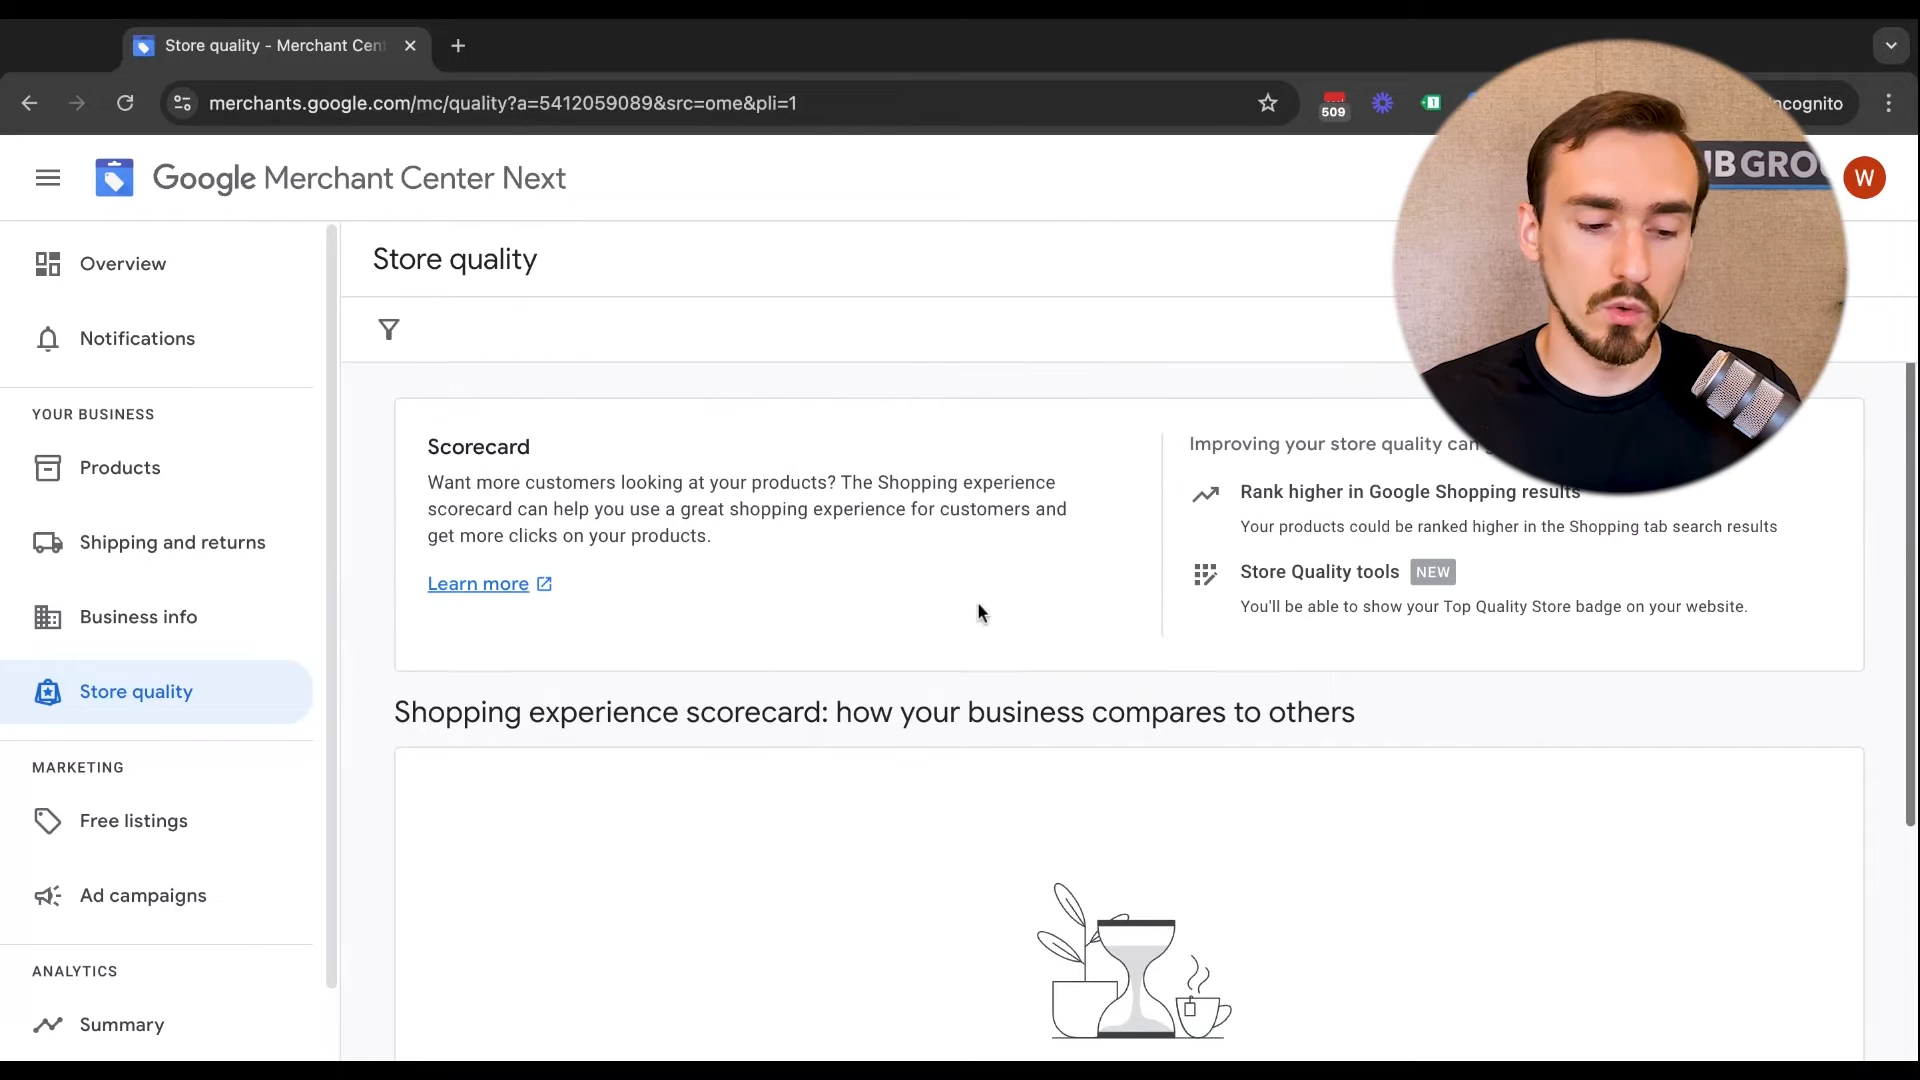 Store quality - Merchant Cent
merchants.google.com/mc/quality?a=5412059089&src=ome&pli=1
509
1
Incognito
Google Merchant Center Next
UB GRO
W
Overview
Notifications
YOUR BUSINESS
Products
Shipping and returns
Business info
Store quality
MARKETING
Free listings
Ad campaigns
ANALYTICS
Summary
Store quality
Scorecard
Want more customers looking at your products? The Shopping experience
scorecard can help you use a great shopping experience for customers and
get more clicks on your products.
Learn more
Improving your store quality can
Rank higher in Google Shopping results
Your products could be ranked higher in the Shopping tab search results
Store Quality tools NEW
You'll be able to show your Top Quality Store badge on your website.
Shopping experience scorecard: how your business compares to others